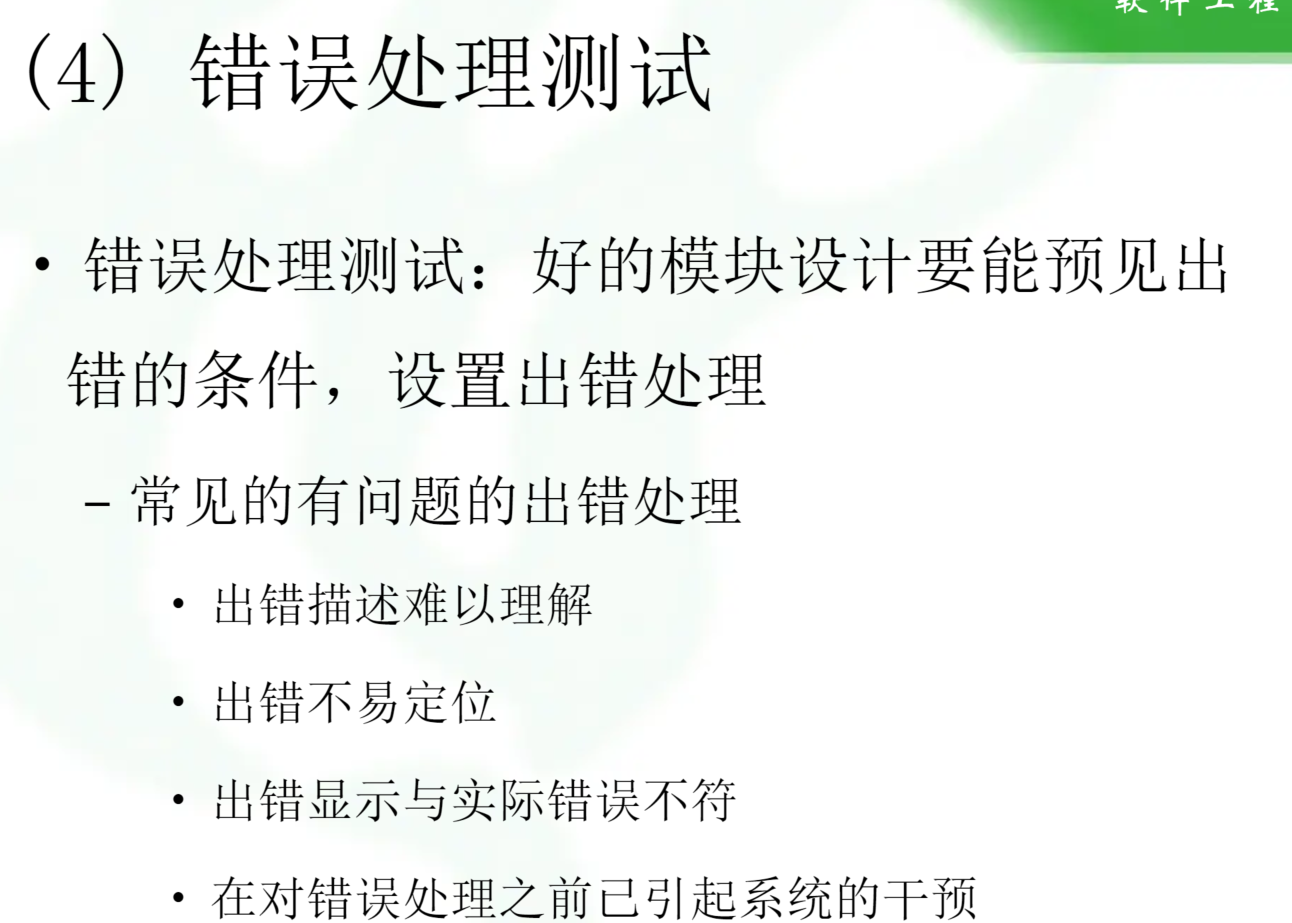 软件工程
(4) 错误处理测试
• 错误处理测试：好的模块设计要能预见出
错的条件，设置出错处理
– 常见的有问题的出错处理
• 出错描述难以理解
• 出错不易定位
• 出错显示与实际错误不符
• 在对错误处理之前已引起系统的干预